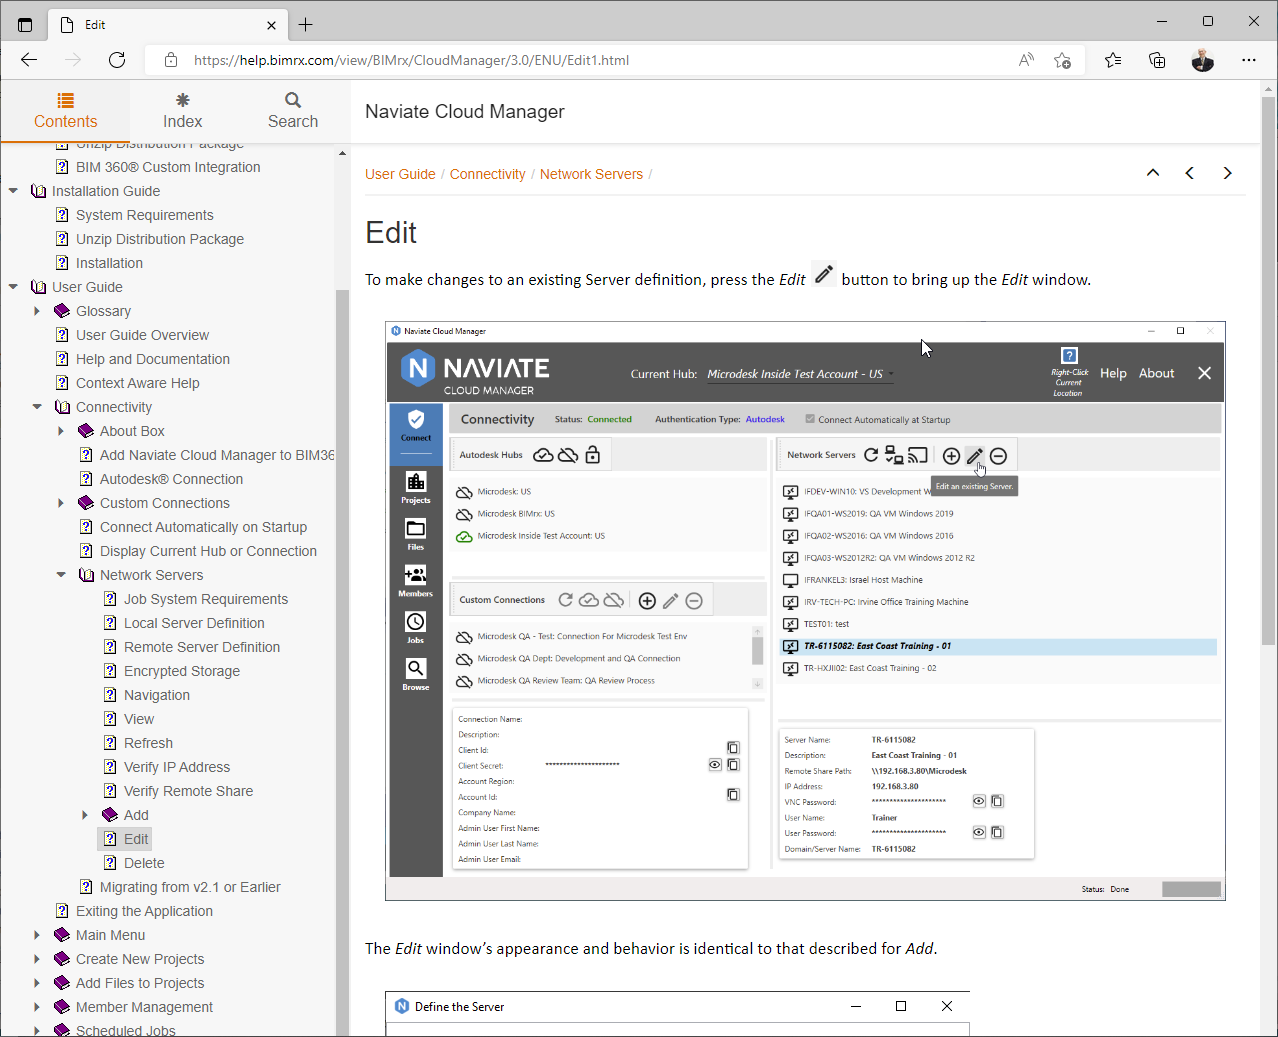 Edit
https://help.bimrx.com/view/BIMrx/CloudManager/3.0/ENU/Edit1.html
Contents
Index
Search
Naviate Cloud Manager
Unzip Distribution Package
BIM 360® Custom Integration
Installation Guide
System Requirements
Unzip Distribution Package
Installation
User Guide
Glossary
User Guide Overview
Help and Documentation
Context Aware Help
Connectivity
About Box
Add Naviate Cloud Manager to BIM36
Autodesk® Connection
Custom Connections
Connect Automatically on Startup
Display Current Hub or Connection
Network Servers
Job System Requirements
Local Server Definition
Remote Server Definition
Encrypted Storage
Navigation
View
Refresh
Verify IP Address
Verify Remote Share
Add
Edit
Delete
Migrating from v2.1 or Earlier
Exiting the Application
Main Menu
Create New Projects
Add Files to Projects
Member Management
Scheduled Jobs
User Guide / Connectivity / Network Servers /
Edit
To make changes to an existing Server definition, press the Edit button to bring up the Edit window.
Naviate Cloud Manager
NAVIATE
CLOUD MANAGER
Current Hub: Microdesk Inside Test Account - US
Right-Click
Current
Location
Help
About
Connect
Projects
Files
Members
Jobs
Browse
Connectivity
Status: Connected
Authentication Type: Autodesk
Connect Automatically at Startup
Autodesk Hubs
Microdesk: US
Microdesk BIMrx: US
Microdesk Inside Test Account: US
Custom Connections
Microdesk QA - Test: Connection For Microdesk Test Env
Microdesk QA Dept: Development and QA Connection
Microdesk QA Review Team: QA Review Process
Connection Name:
Description:
Client Id:
Client Secret: ********************
Account Region:
Account Id:
Company Name:
Admin User First Name:
Admin User Last Name:
Admin User Email:
Network Servers
Edit an existing Server.
IFDEV-WIN10: VS Development W
IFQA01-WS2019: QA VM Windows 2019
IFQA02-WS2016: QA VM Windows 2016
IFQA03-WS2012R2: QA VM Windows 2012 R2
IFRANKEL3: Israel Host Machine
IRV-TECH-PC: Irvine Office Training Machine
TEST01: test
TR-6115082: East Coast Training - 01
TR-HXJII02: East Coast Training - 02
Server Name: TR-6115082
Description: East Coast Training - 01
Remote Share Path: \\192.168.3.80\Microdesk
IP Address: 192.168.3.80
VNC Password: ********************
User Name: Trainer
User Password: ********************
Domain/Server Name: TR-6115082
Status: Done
The Edit window's appearance and behavior is identical to that described for Add.
Define the Server